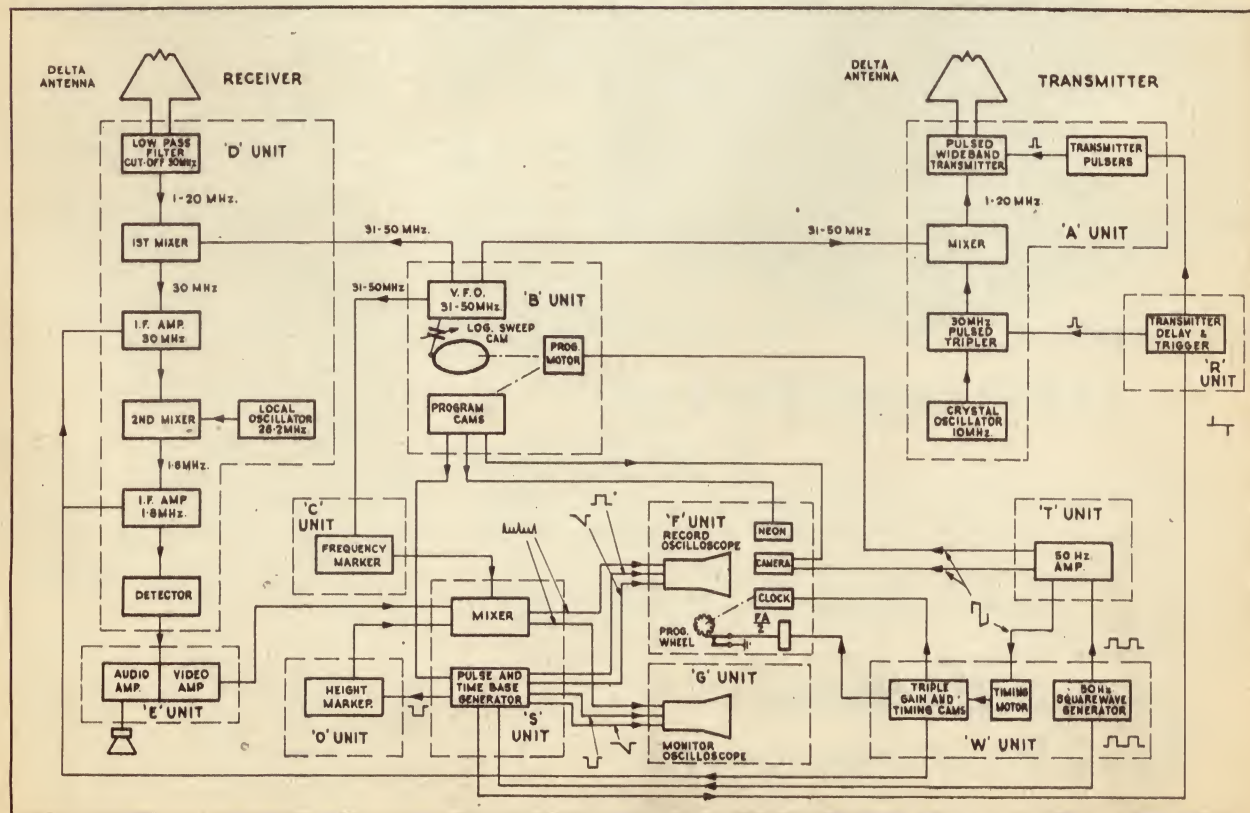 DELTA
ANTENNA
RECEIVER
LOW PASS
FILTER
CUT-OFF 30MHz
'D' UNIT
1-20 MHz.
1ST MIXER
30 MHz
I.F. AMP.
30 MHz.
2ND MIXER
LOCAL
OSCILLATOR
28·2MHz.
1·8MHz.
I.F. AMP
1·8MHz.
DETECTOR
AUDIO
AMP.
VIDEO
AMP
'E' UNIT
31-50 MHz.
31-50MHz.
V.F.O.
31-50MHz.
'B' UNIT
LOG. SWEEP
CAM
PROG.
MOTOR
PROGRAM
CAMS
'C'
UNIT
FREQUENCY
MARKER
MIXER
PULSE AND
TIME BASE
GENERATOR
'S'
UNIT
HEIGHT
MARKER.
'O' UNIT
'F' UNIT
RECORD
OSCILLOSCOPE
NEON
CAMERA
CLOCK
PROG.
WHEEL
'G' UNIT
MONITOR
OSCILLOSCOPE
DELTA
ANTENNA
TRANSMITTER
PULSED
WIDEBAND
TRANSMITTER
TRANSMITTER
PULSERS
1-20 MHz.
31-50MHz
MIXER
'A' UNIT
30MHz
PULSED
TRIPLER
TRANSMITTER
DELAY &
TRIGGER
'R'
UNIT
CRYSTAL
OSCILLATOR
10MHz.
'T' UNIT
50 Hz
AMP.
TRIPLE
GAIN AND
TIMING CAMS
TIMING
MOTOR
50Hz
SQUAREWAVE
GENERATOR
'W' UNIT